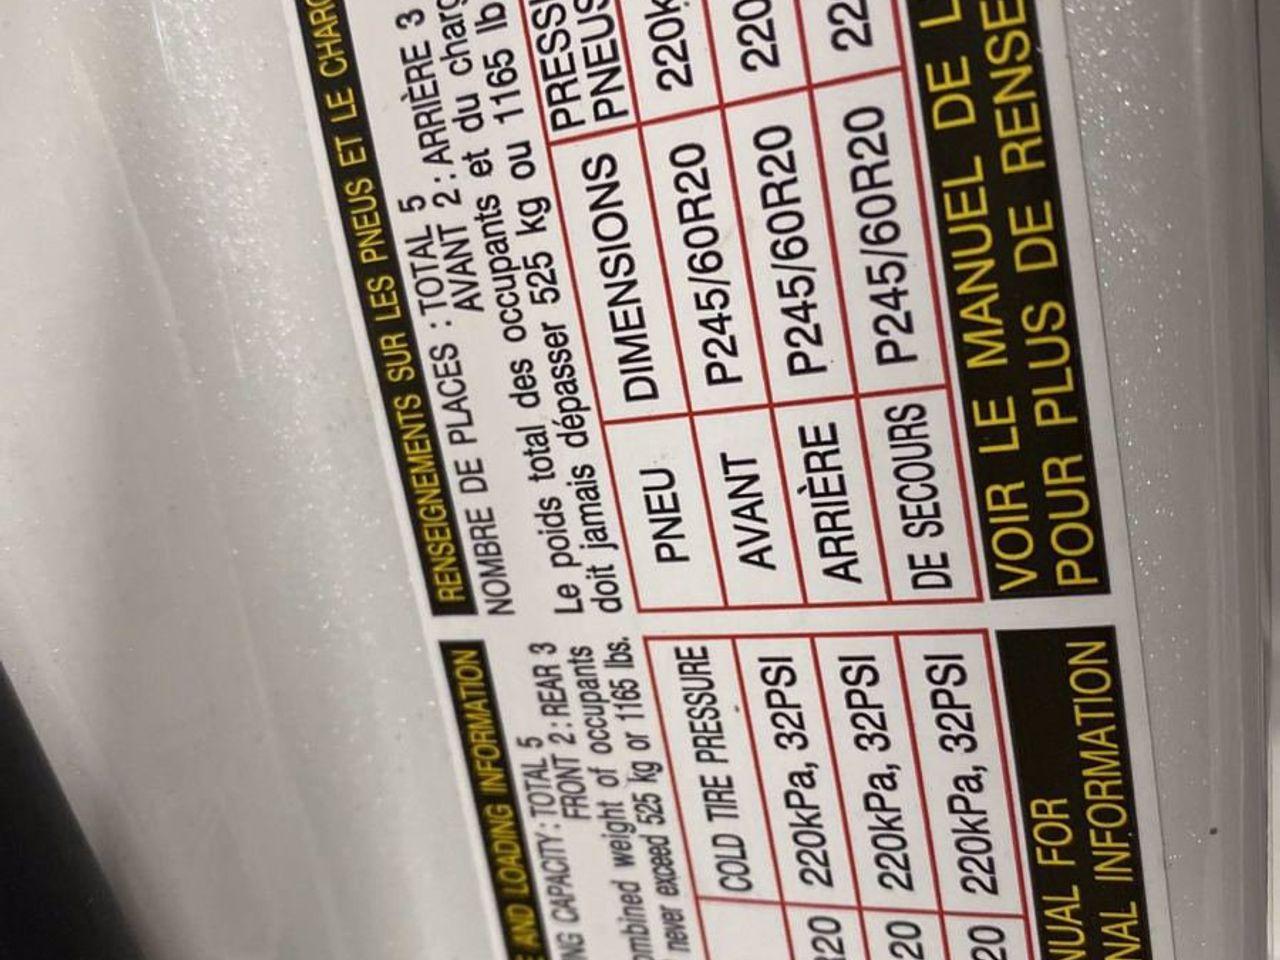 E AND LOADING INFORMATION
NG CAPACITY : TOTAL 5
FRONT 2 : REAR 3
ombined weight of occupants
never exceed 525 kg or 1165 lbs.
COLD TIRE PRESSURE
20 220kPa, 32PSI
20 220kPa, 32PSI
20 220kPa, 32PSI
NUAL FOR
NAL INFORMATION
RENSEIGNEMENTS SUR LES PNEUS ET LE CHARG
NOMBRE DE PLACES : TOTAL 5
AVANT 2 : ARRIÈRE 3
Le poids total des occupants et du charg
doit jamais dépasser 525 kg ou 1165 lb
PNEU DIMENSIONS PRESSI
PNEUS
AVANT P245/60R20 220k
ARRIÈRE P245/60R20 220
DE SECOURS P245/60R20 22
VOIR LE MANUEL DE L
POUR PLUS DE RENSE